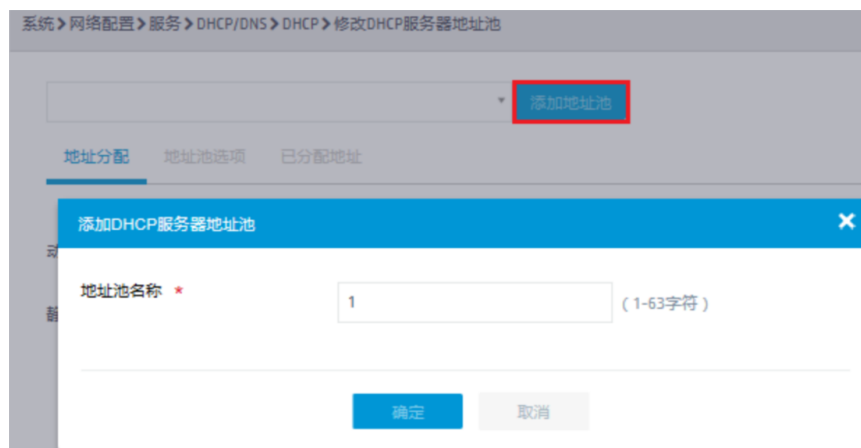 系统>网络配置>服务>DHCP/DNS>DHCP>修改DHCP服务器地址池
添加地址池
地址分配 地址池选项 已分配地址
添加DHCP服务器地址池
地址池名称 * 1 (1-63字符)
确定 取消